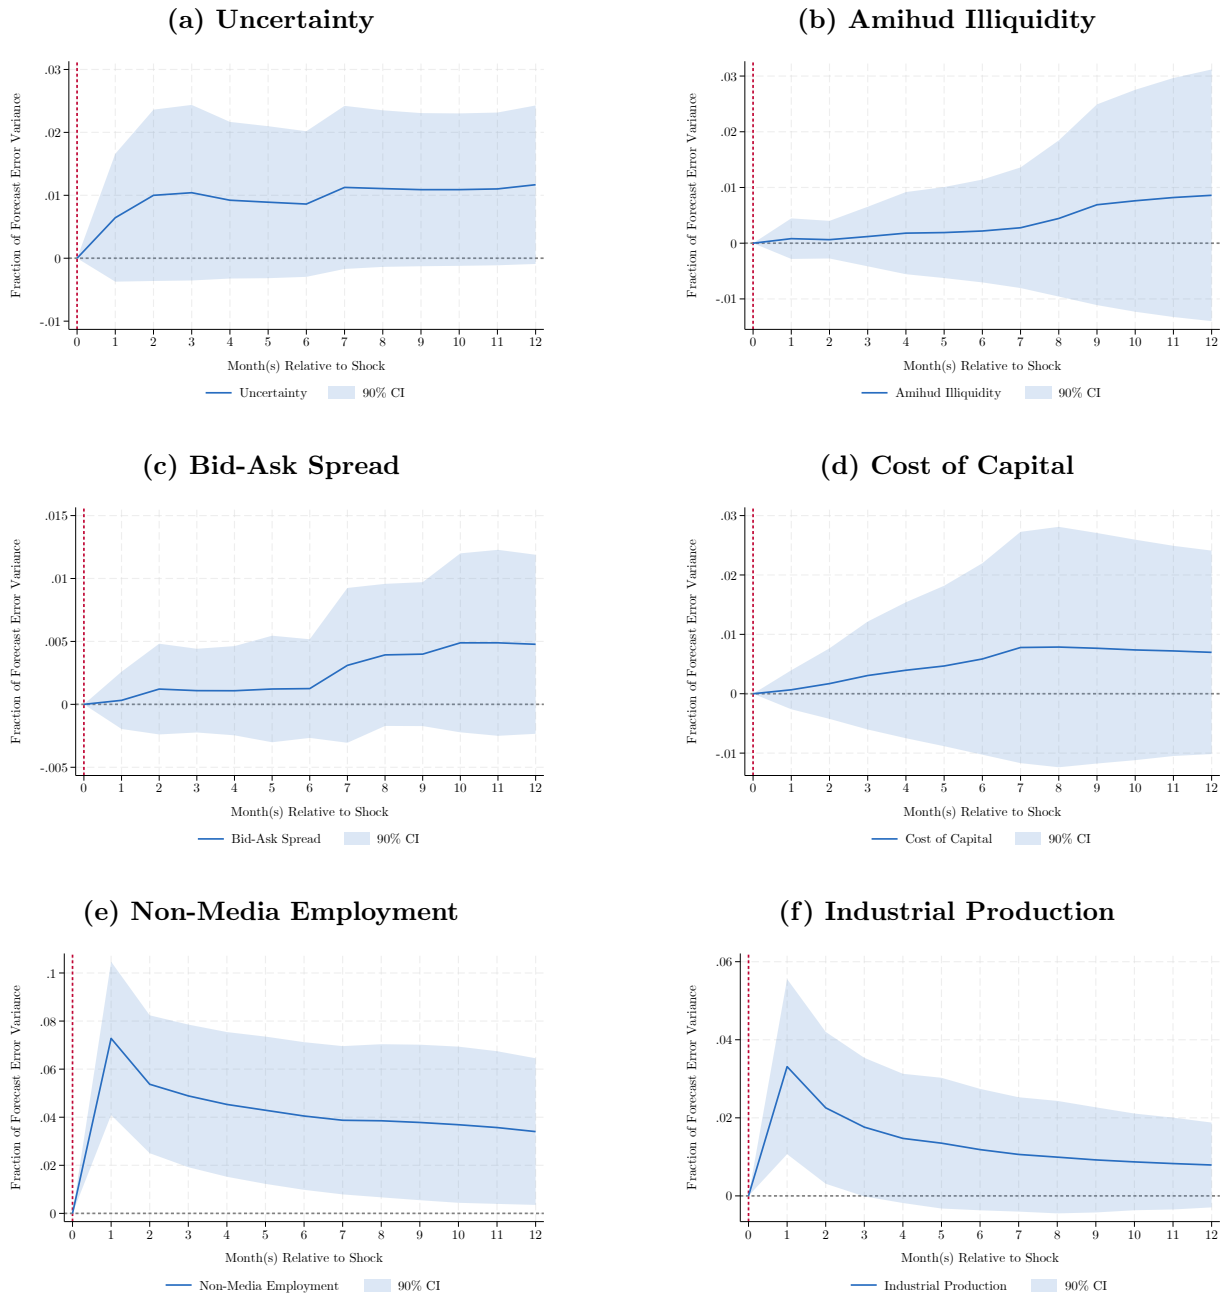 (a) Uncertainty
Fraction of Forecast Error Variance
.03
.02
.01
0
-.01
0 1 2 3 4 5 6 7 8 9 10 11 12
Month(s) Relative to Shock
Uncertainty 90% CI
(b) Amihud Illiquidity
Fraction of Forecast Error Variance
.03
.02
.01
0
-.01
0 1 2 3 4 5 6 7 8 9 10 11 12
Month(s) Relative to Shock
Amihud Illiquidity 90% CI
(c) Bid-Ask Spread
Fraction of Forecast Error Variance
.015
.01
.005
0
-.005
0 1 2 3 4 5 6 7 8 9 10 11 12
Month(s) Relative to Shock
Bid-Ask Spread 90% CI
(d) Cost of Capital
Fraction of Forecast Error Variance
.03
.02
.01
0
-.01
0 1 2 3 4 5 6 7 8 9 10 11 12
Month(s) Relative to Shock
Cost of Capital 90% CI
(e) Non-Media Employment
Fraction of Forecast Error Variance
.1
.08
.06
.04
.02
0
0 1 2 3 4 5 6 7 8 9 10 11 12
Month(s) Relative to Shock
Non-Media Employment 90% CI
(f) Industrial Production
Fraction of Forecast Error Variance
.06
.04
.02
0
0 1 2 3 4 5 6 7 8 9 10 11 12
Month(s) Relative to Shock
Industrial Production 90% CI